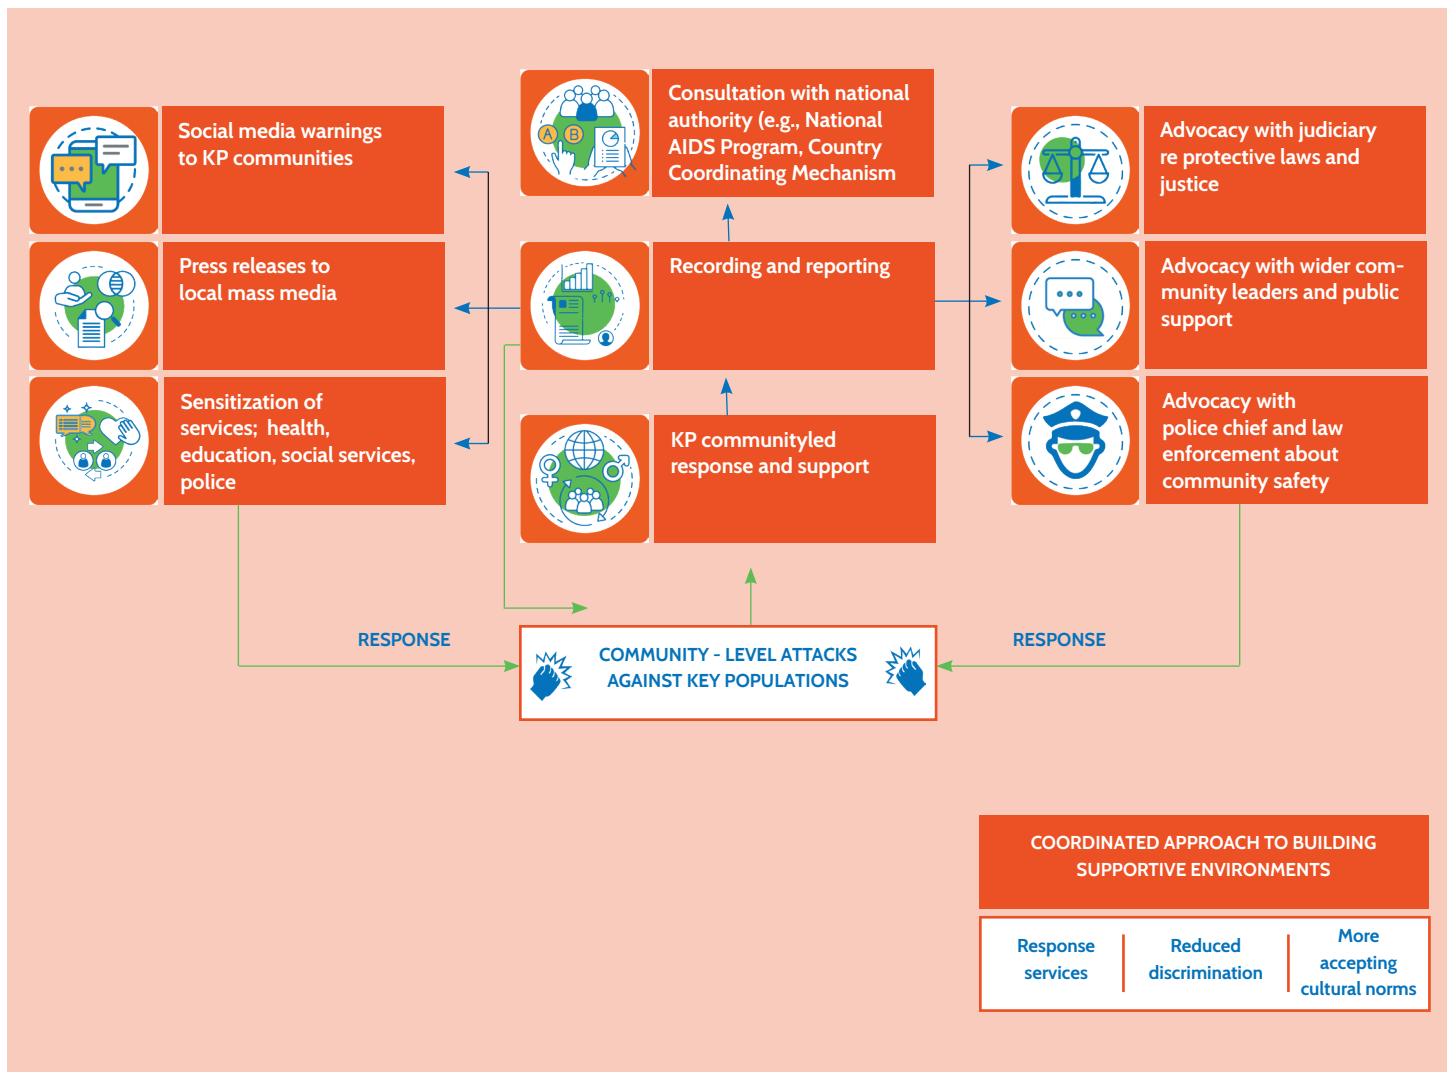 Social media warnings
to KP communities
Press releases to
local mass media
Sensitization of
services; health,
education, social services,
police
Consultation with national
authority (e.g., National
AIDS Program, Country
Coordinating Mechanism
A B
Recording and reporting
KP communityled
response and support
Advocacy with judiciary
re protective laws and
justice
Advocacy with wider com-
munity leaders and public
support
Advocacy with
police chief and law
enforcement about
community safety
RESPONSE
COMMUNITY - LEVEL ATTACKS
AGAINST KEY POPULATIONS
RESPONSE
COORDINATED APPROACH TO BUILDING
SUPPORTIVE ENVIRONMENTS
Response
services
Reduced
discrimination
More
accepting
cultural norms